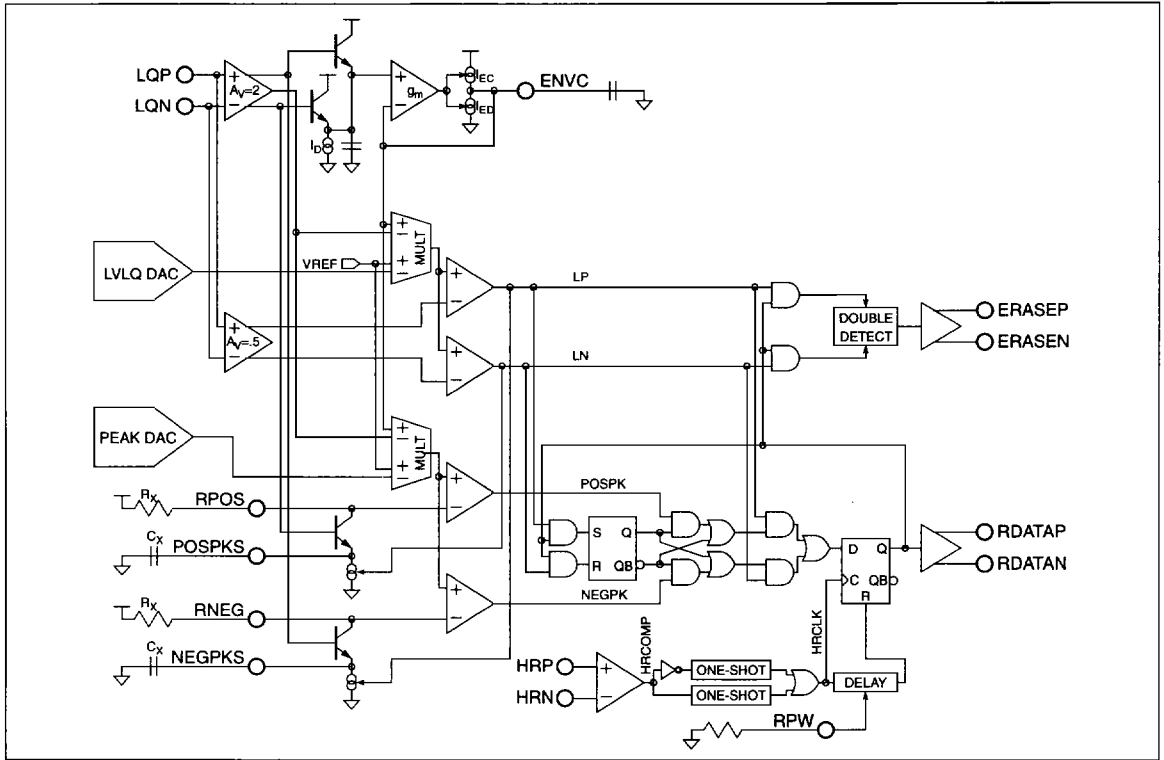 LQP
LQN
+
Av=2
−
+
gm
−
IEC
IED
ID
ENVC
LVLQ DAC
VREF
+
−
+
−
MULT
+
−
LP
+
Av=.5
−
+
−
LN
DOUBLE
DETECT
ERASEP
ERASEN
PEAK DAC
+
−
+
−
MULT
Rx
RPOS
+
−
POSPK
Cx
POSPKS
S
Q
R
QB
D
Q
C
QB
R
RDATAP
RDATAN
Rx
RNEG
+
−
NEGPK
Cx
NEGPKS
HRP
HRN
+
−
HRCOMP
ONE-SHOT
ONE-SHOT
HRCLK
DELAY
RPW